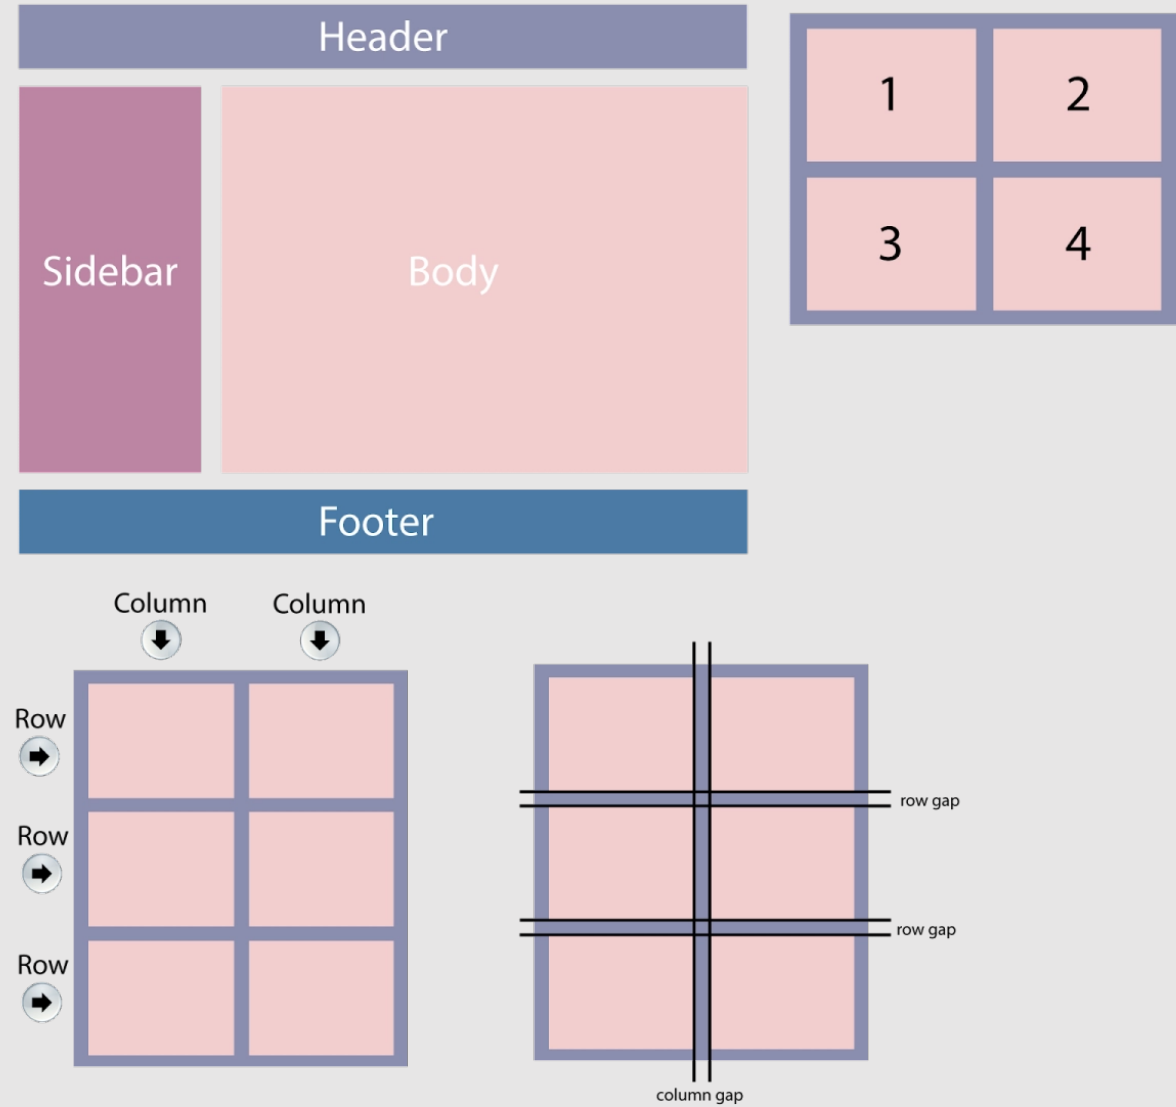 Header
Sidebar
Body
Footer
1
2
3
4
Column
Column
Row
Row
Row
row gap
row gap
column gap